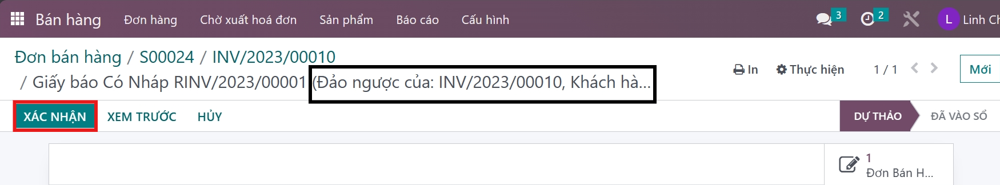 Bán hàng Đơn hàng Chờ xuất hoá đơn Sản phẩm Báo cáo Cấu hình 3 2 L Linh Ch
Đơn bán hàng / S00024 / INV/2023/00010
/ Giấy báo Có Nháp RINV/2023/00001 (Đảo ngược của: INV/2023/00010, Khách hà...
In Thực hiện 1 / 1 Mới
XÁC NHẬN XEM TRƯỚC HỦY DỰ THẢO ĐÃ VÀO SỔ
1
Đơn Bán H...